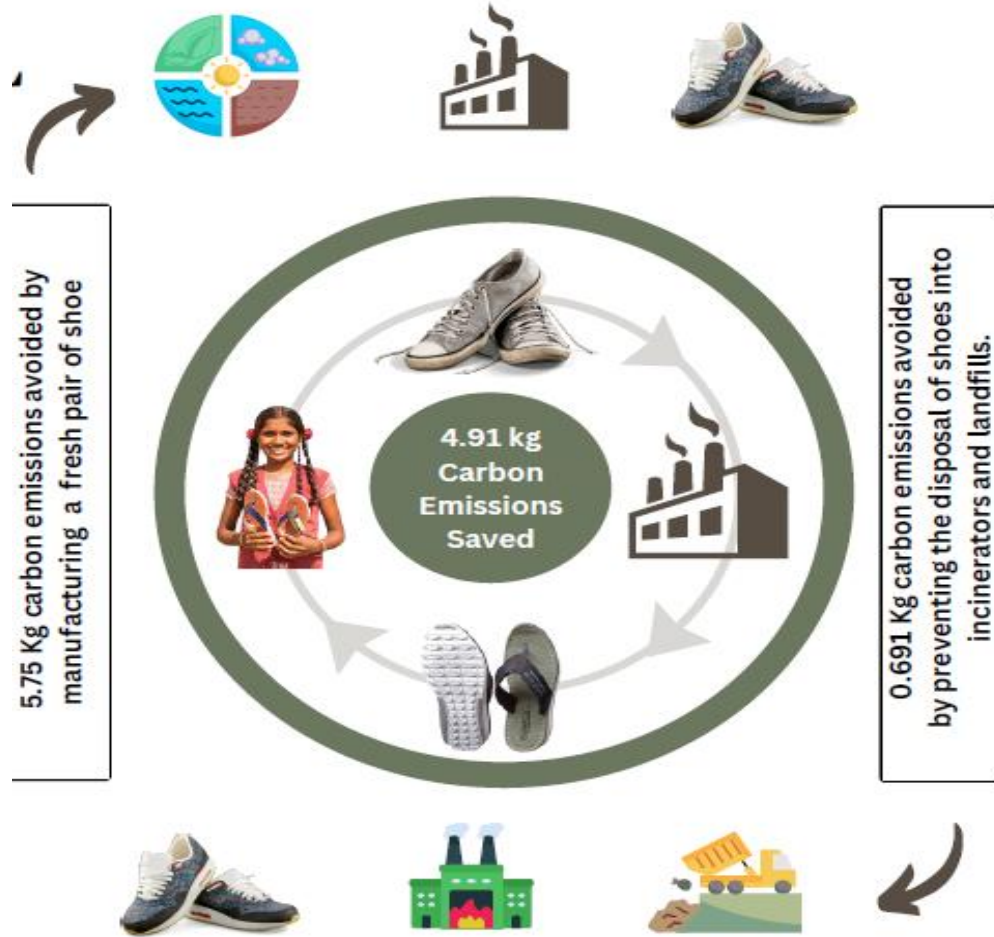 5.75 Kg carbon emissions avoided by
manufacturing a fresh pair of shoe
4.91 kg
Carbon
Emissions
Saved
0.691 Kg carbon emissions avoided
by preventing the disposal of shoes into
incinerators and landfills.